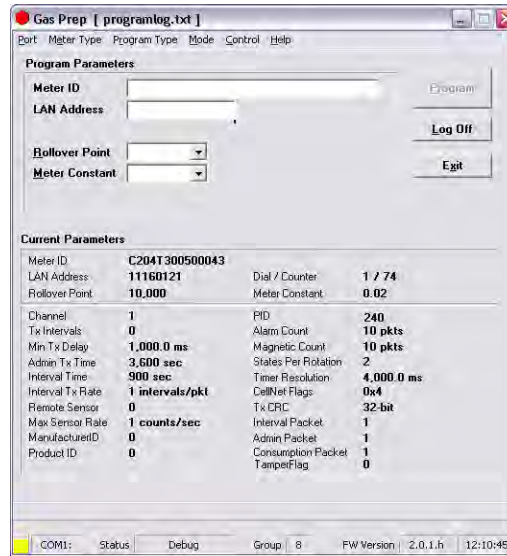 Gas Prep [ programlog.txt ]
Port Meter Type Program Type Mode Control Help
Program Parameters
Meter ID
Program
LAN Address
Log Off
Rollover Point
Exit
Meter Constant
Current Parameters
Meter ID C204T300500043
LAN Address 11160121 Dial / Counter 1 / 74
Rollover Point 10,000 Meter Constant 0.02
Channel 1 PID 240
Tx Intervals 0 Alarm Count 10 pkts
Min Tx Delay 1,000.0 ms Magnetic Count 10 pkts
Admin Tx Time 3,600 sec States Per Rotation 2
Interval Time 900 sec Timer Resolution 4,000.0 ms
Interval Tx Rate 1 intervals/pkt CellNet Flags 0x4
Remote Sensor 0 Tx CRC 32-bit
Max Sensor Rate 1 counts/sec Interval Packet 1
ManufacturerID 0 Admin Packet 1
Product ID 0 Consumption Packet 1
TamperFlag 0
COM1: Status Debug Group 8 FW Version 2.0.1.h 12:10:45